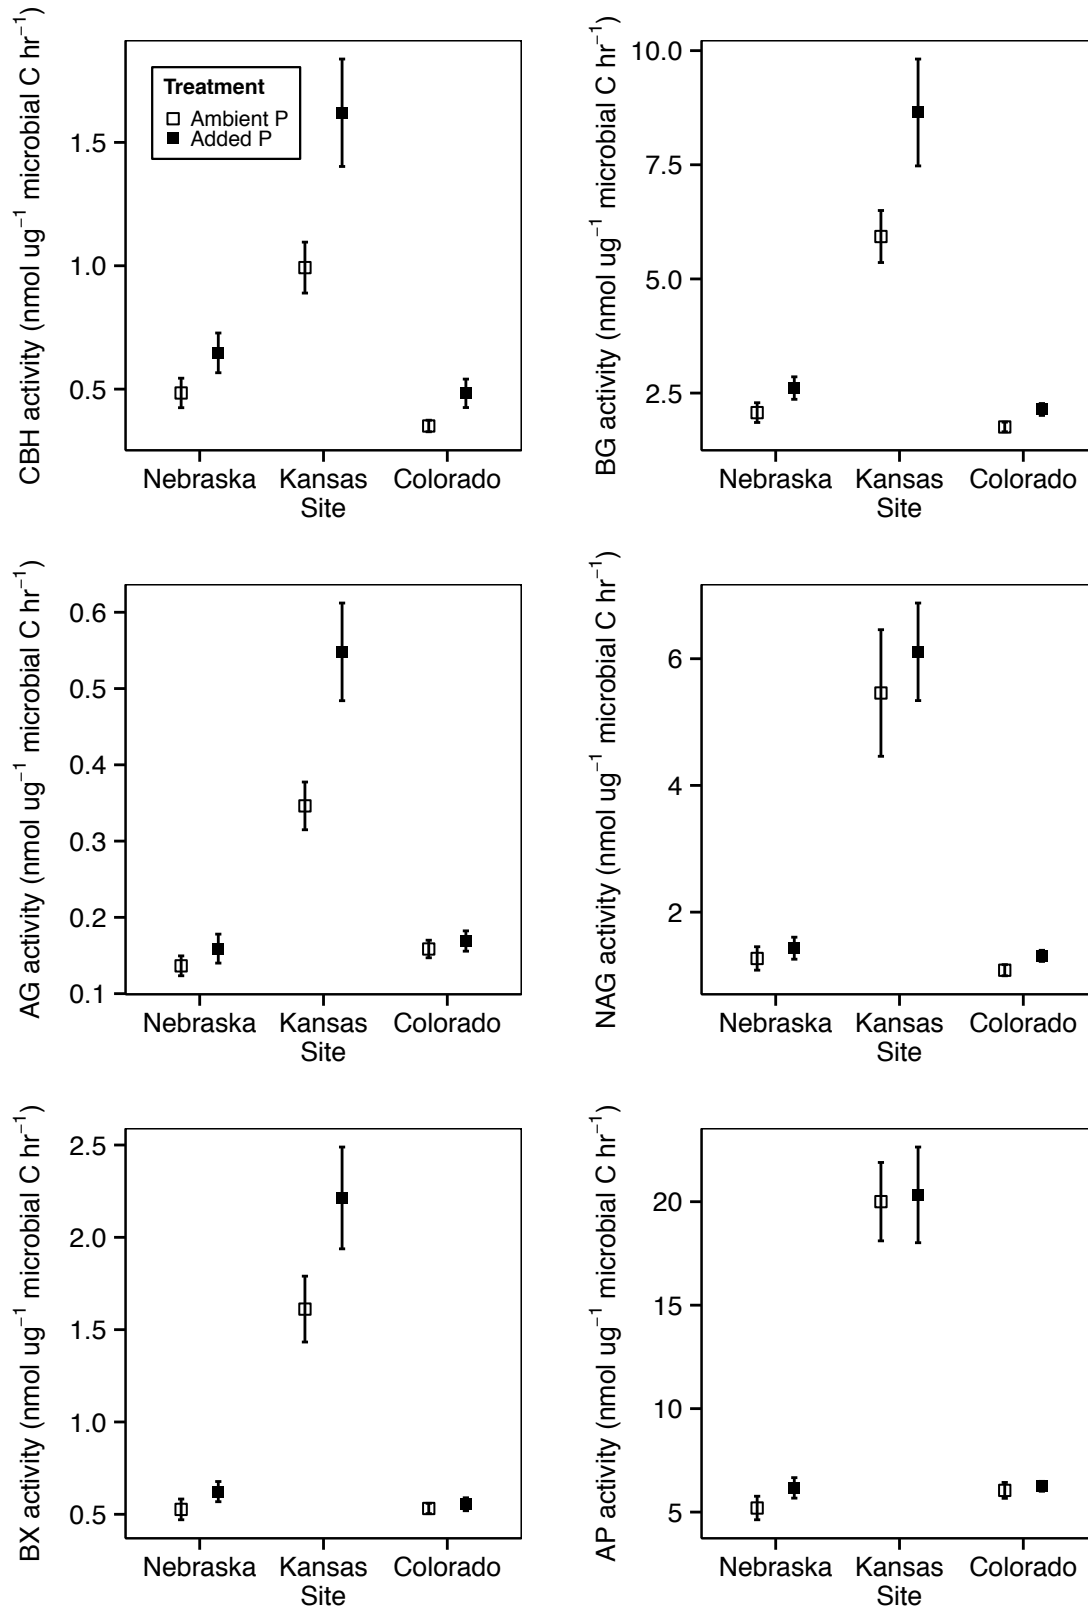 CBH activity (nmol ug⁻¹ microbial C hr⁻¹)
1.5
1.0
0.5
Treatment
Ambient P
Added P
Nebraska Kansas Colorado
Site
BG activity (nmol ug⁻¹ microbial C hr⁻¹)
10.0
7.5
5.0
2.5
Nebraska Kansas Colorado
Site
AG activity (nmol ug⁻¹ microbial C hr⁻¹)
0.6
0.5
0.4
0.3
0.2
0.1
Nebraska Kansas Colorado
Site
NAG activity (nmol ug⁻¹ microbial C hr⁻¹)
6
4
2
Nebraska Kansas Colorado
Site
BX activity (nmol ug⁻¹ microbial C hr⁻¹)
2.5
2.0
1.5
1.0
0.5
Nebraska Kansas Colorado
Site
AP activity (nmol ug⁻¹ microbial C hr⁻¹)
20
15
10
5
Nebraska Kansas Colorado
Site